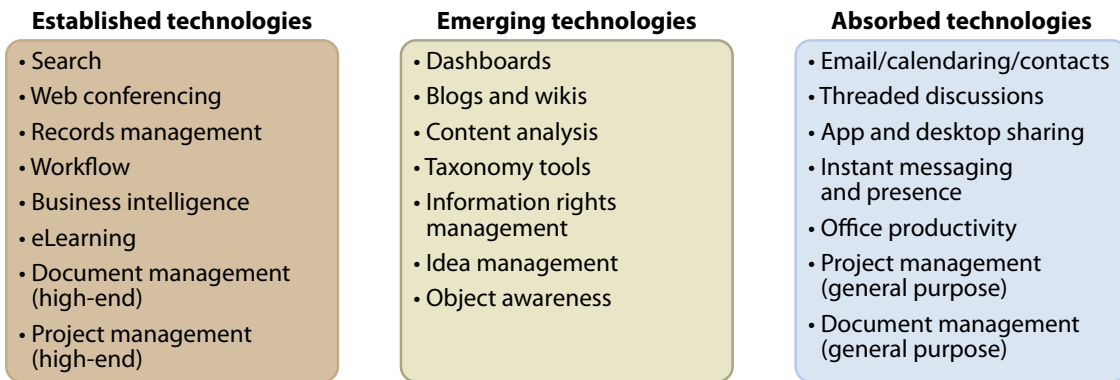 Established technologies
• Search
• Web conferencing
• Records management
• Workflow
• Business intelligence
• eLearning
• Document management
(high-end)
• Project management
(high-end)
Emerging technologies
• Dashboards
• Blogs and wikis
• Content analysis
• Taxonomy tools
• Information rights
management
• Idea management
• Object awareness
Absorbed technologies
• Email/calendaring/contacts
• Threaded discussions
• App and desktop sharing
• Instant messaging
and presence
• Office productivity
• Project management
(general purpose)
• Document management
(general purpose)